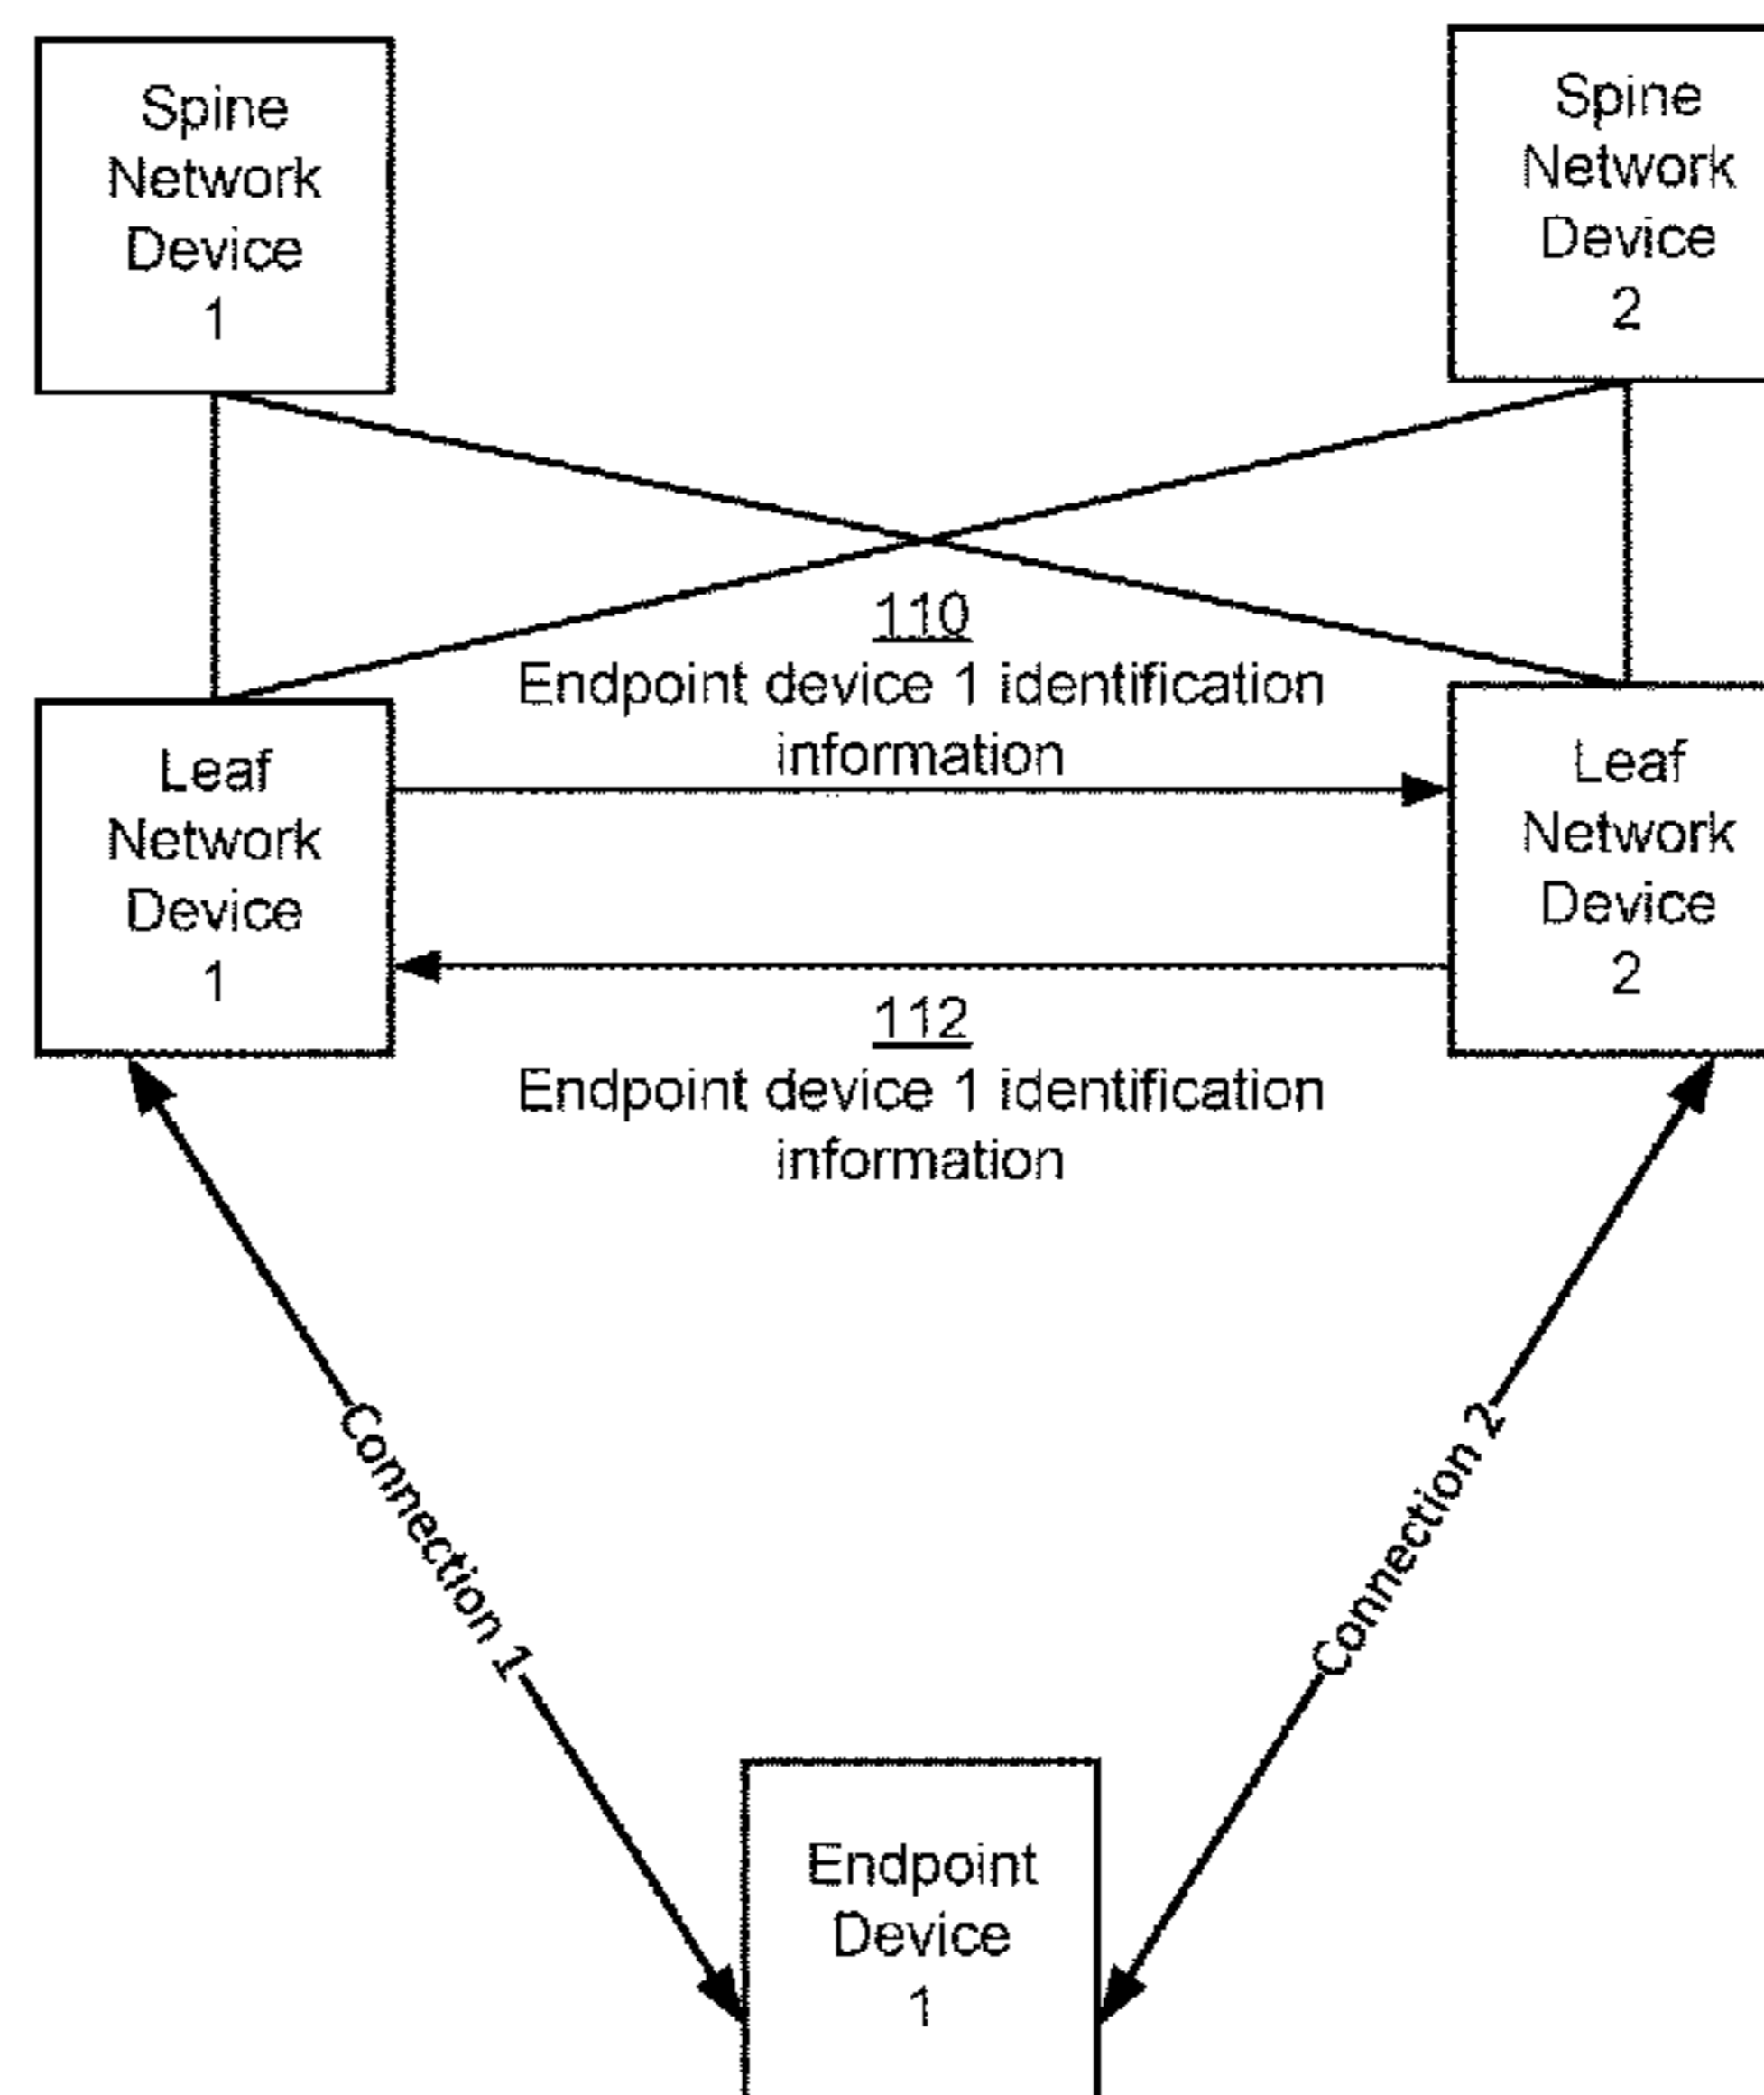 Spine
Network
Device
1
Spine
Network
Device
2
110
Endpoint device 1 identification
information
Leaf
Network
Device
1
Leaf
Network
Device
2
112
Endpoint device 1 identification
information
Connection 1
Connection 2
Endpoint
Device
1